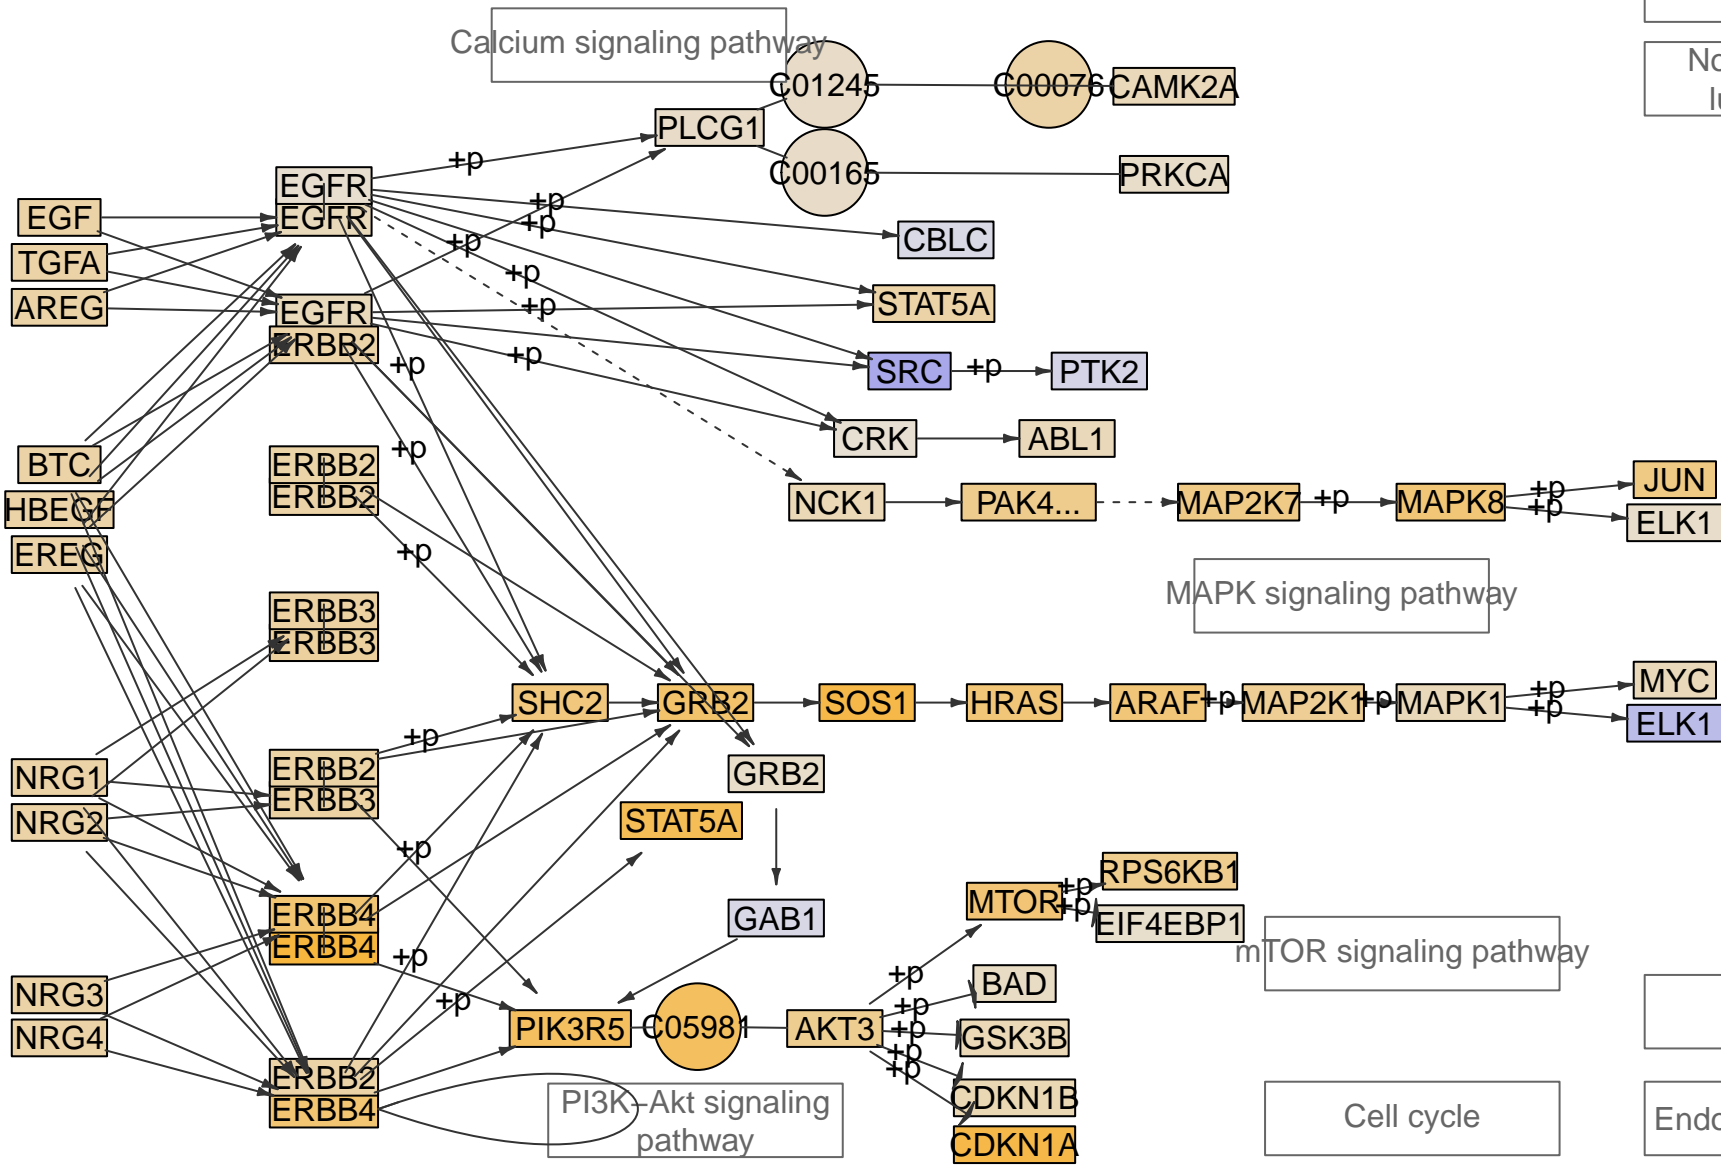 Calcium signaling pathway
C01245
C00076
CAMK2A
No
lu
PLCG1
+p
C00165
PRKCA
EGFR
EGFR
EGF
+p
+p
CBLC
TGFA
+p
+p
AREG
EGFR
+p
STAT5A
ERBB2
+p
+p
SRC
+p
PTK2
CRK
ABL1
BTC
ERBB2
+p
ERBB2
HBEGF
NCK1
PAK4...
MAP2K7
+p
MAPK8
+p
+p
JUN
ELK1
EREG
+p
MAPK signaling pathway
ERBB3
ERBB3
SHC2
GRB2
SOS1
HRAS
ARAF
+p
MAP2K1
+p
MAPK1
+p
+p
MYC
ELK1
NRG1
ERBB2
+p
ERBB3
GRB2
NRG2
STAT5A
+p
ERBB4
ERBB4
+p
GAB1
MTOR
+p
+p
RPS6KB1
EIF4EBP1
mTOR signaling pathway
NRG3
+p
+p
BAD
NRG4
PIK3R5
C05981
AKT3
+p
+p
GSK3B
+p
+p
ERBB2
ERBB4
PI3K−Akt signaling
pathway
CDKN1B
CDKN1A
Cell cycle
Endo